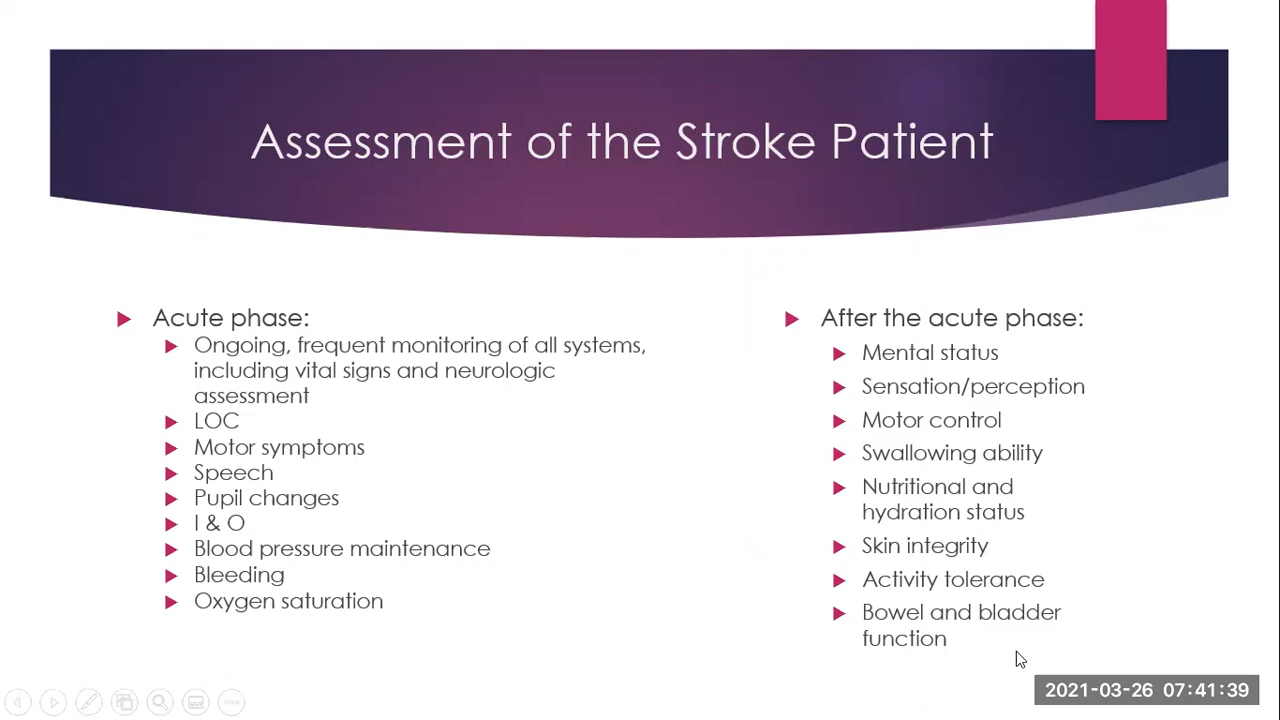 Assessment of the Stroke Patient
Acute phase:
Ongoing, frequent monitoring of all systems,
including vital signs and neurologic
assessment
LOC
Motor symptoms
Speech
Pupil changes
I & O
Blood pressure maintenance
Bleeding
Oxygen saturation
After the acute phase:
Mental status
Sensation/perception
Motor control
Swallowing ability
Nutritional and
hydration status
Skin integrity
Activity tolerance
Bowel and bladder
function
2021-03-26 07:41:39